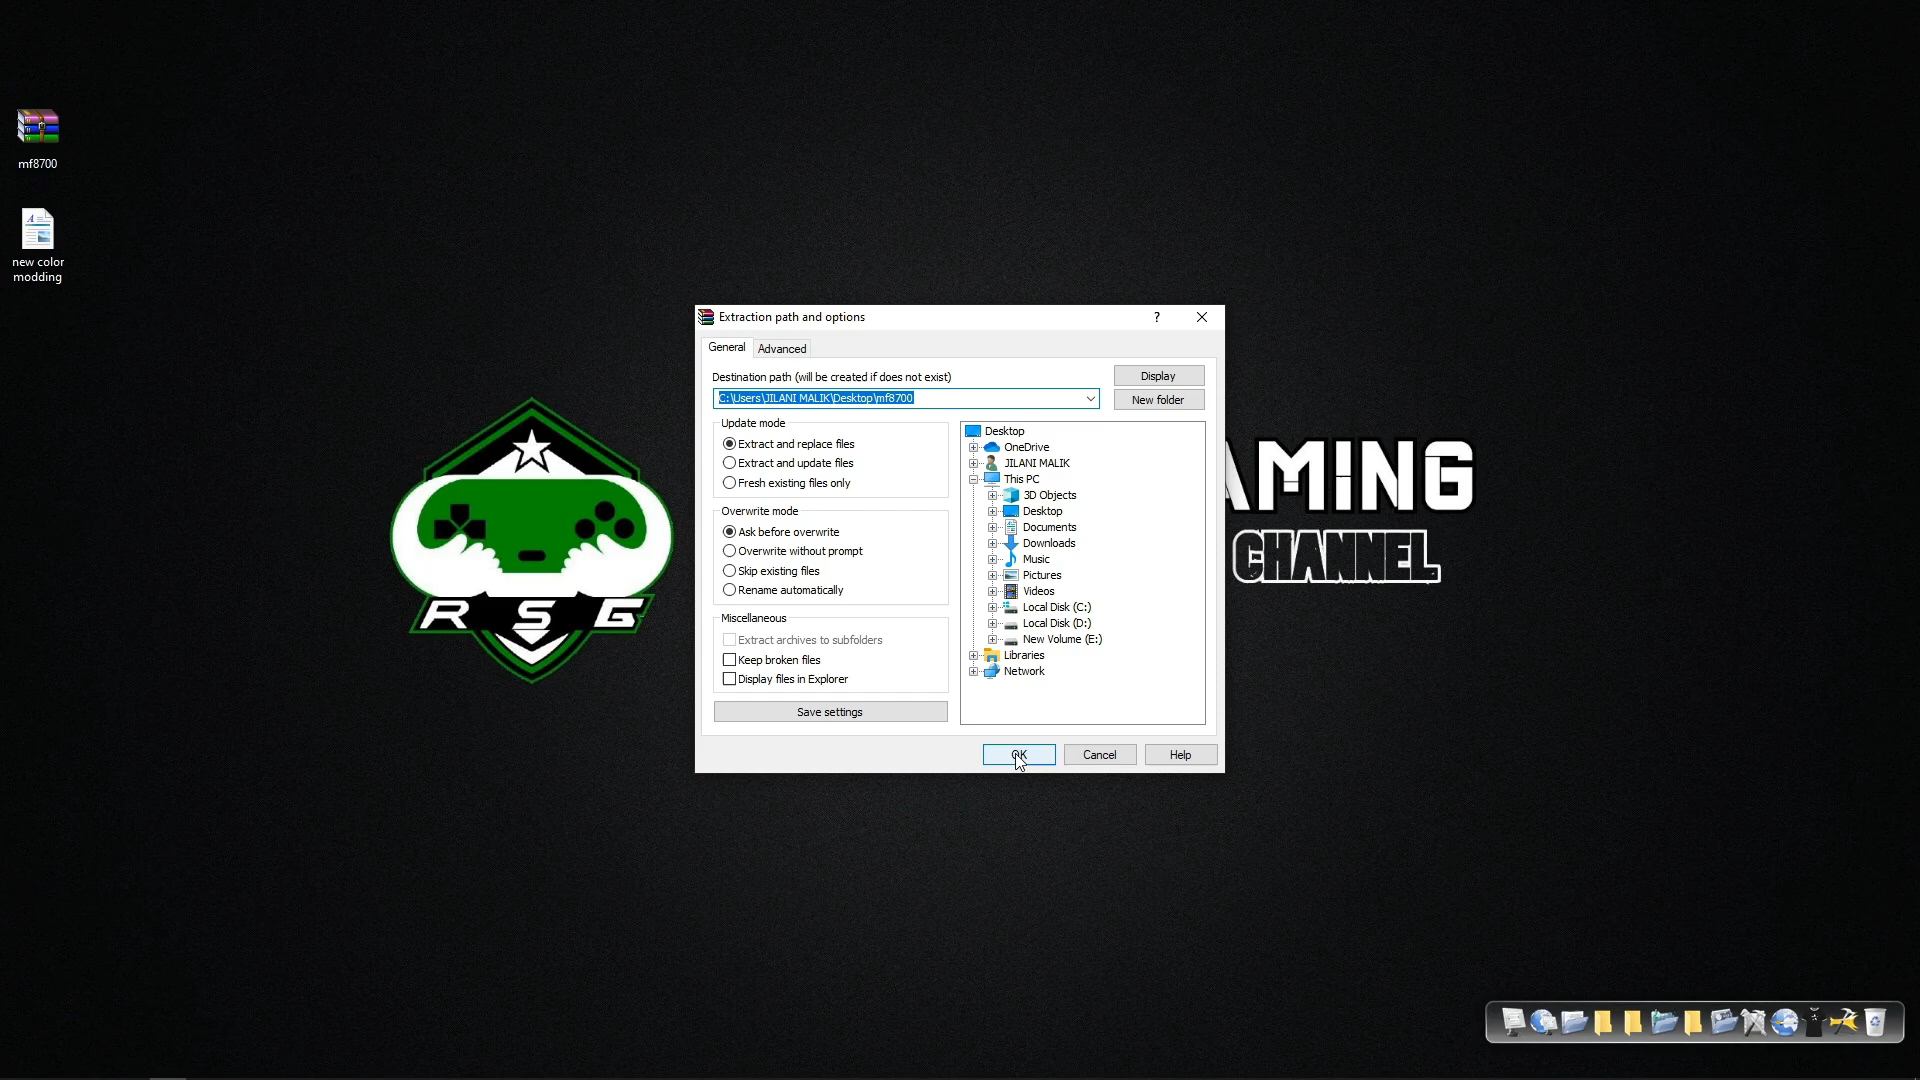 mf8700
new color
modding
Extraction path and options
?
General
Advanced
Destination path (will be created if does not exist)
Display
C:\Users\JILANI MALIK\Desktop\mf8700
New folder
Update mode
Extract and replace files
Extract and update files
Fresh existing files only
Overwrite mode
Ask before overwrite
Overwrite without prompt
Skip existing files
Rename automatically
Miscellaneous
Extract archives to subfolders
Keep broken files
Display files in Explorer
Save settings
Desktop
OneDrive
JILANI MALIK
This PC
3D Objects
Desktop
Documents
Downloads
Music
Pictures
Videos
Local Disk (C:)
Local Disk (D:)
New Volume (E:)
Libraries
Network
OK
Cancel
Help
RSG
AMING
CHANNEL